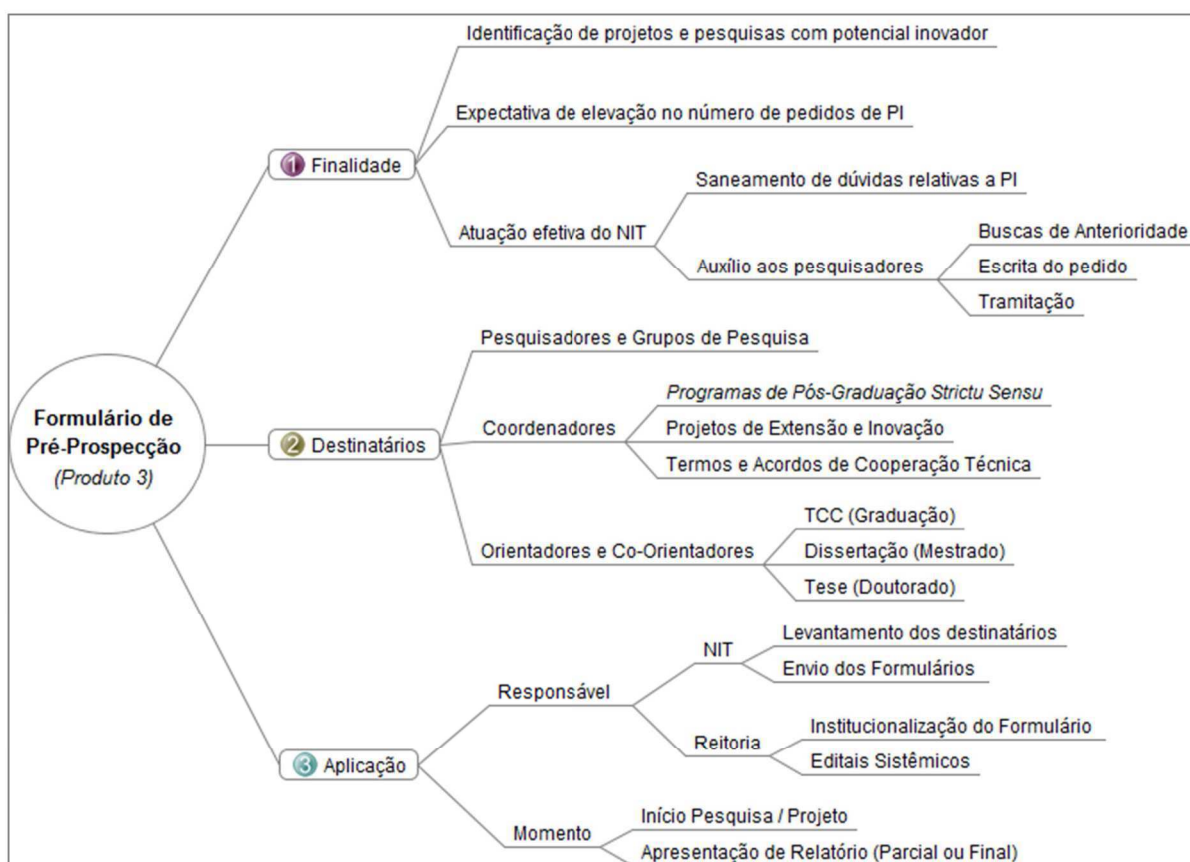 Formulário de
Pré-Prospecção
(Produto 3)
1 Finalidade
Identificação de projetos e pesquisas com potencial inovador
Expectativa de elevação no número de pedidos de PI
Atuação efetiva do NIT
Saneamento de dúvidas relativas a PI
Auxílio aos pesquisadores
Buscas de Anterioridade
Escrita do pedido
Tramitação
2 Destinatários
Pesquisadores e Grupos de Pesquisa
Coordenadores
Programas de Pós-Graduação Strictu Sensu
Projetos de Extensão e Inovação
Termos e Acordos de Cooperação Técnica
Orientadores e Co-Orientadores
TCC (Graduação)
Dissertação (Mestrado)
Tese (Doutorado)
3 Aplicação
Responsável
NIT
Levantamento dos destinatários
Envio dos Formulários
Reitoria
Institucionalização do Formulário
Editais Sistêmicos
Momento
Início Pesquisa / Projeto
Apresentação de Relatório (Parcial ou Final)